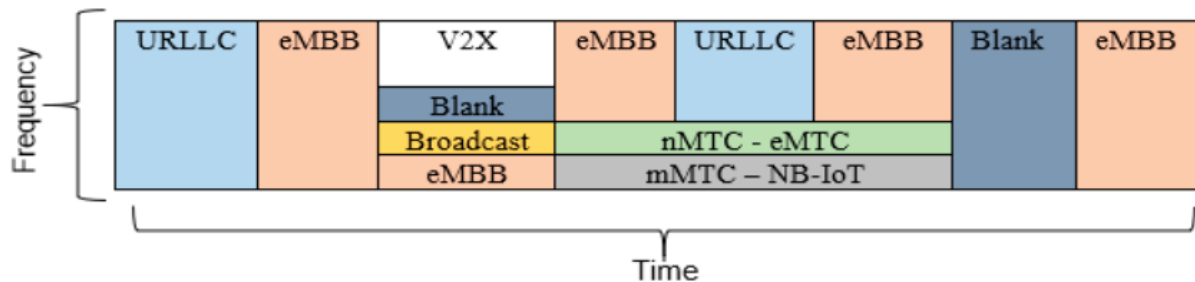 Frequency
URLLC eMBB V2X eMBB URLLC eMBB Blank eMBB
Blank
Broadcast nMTC - eMTC
eMBB mMTC – NB-IoT
Time